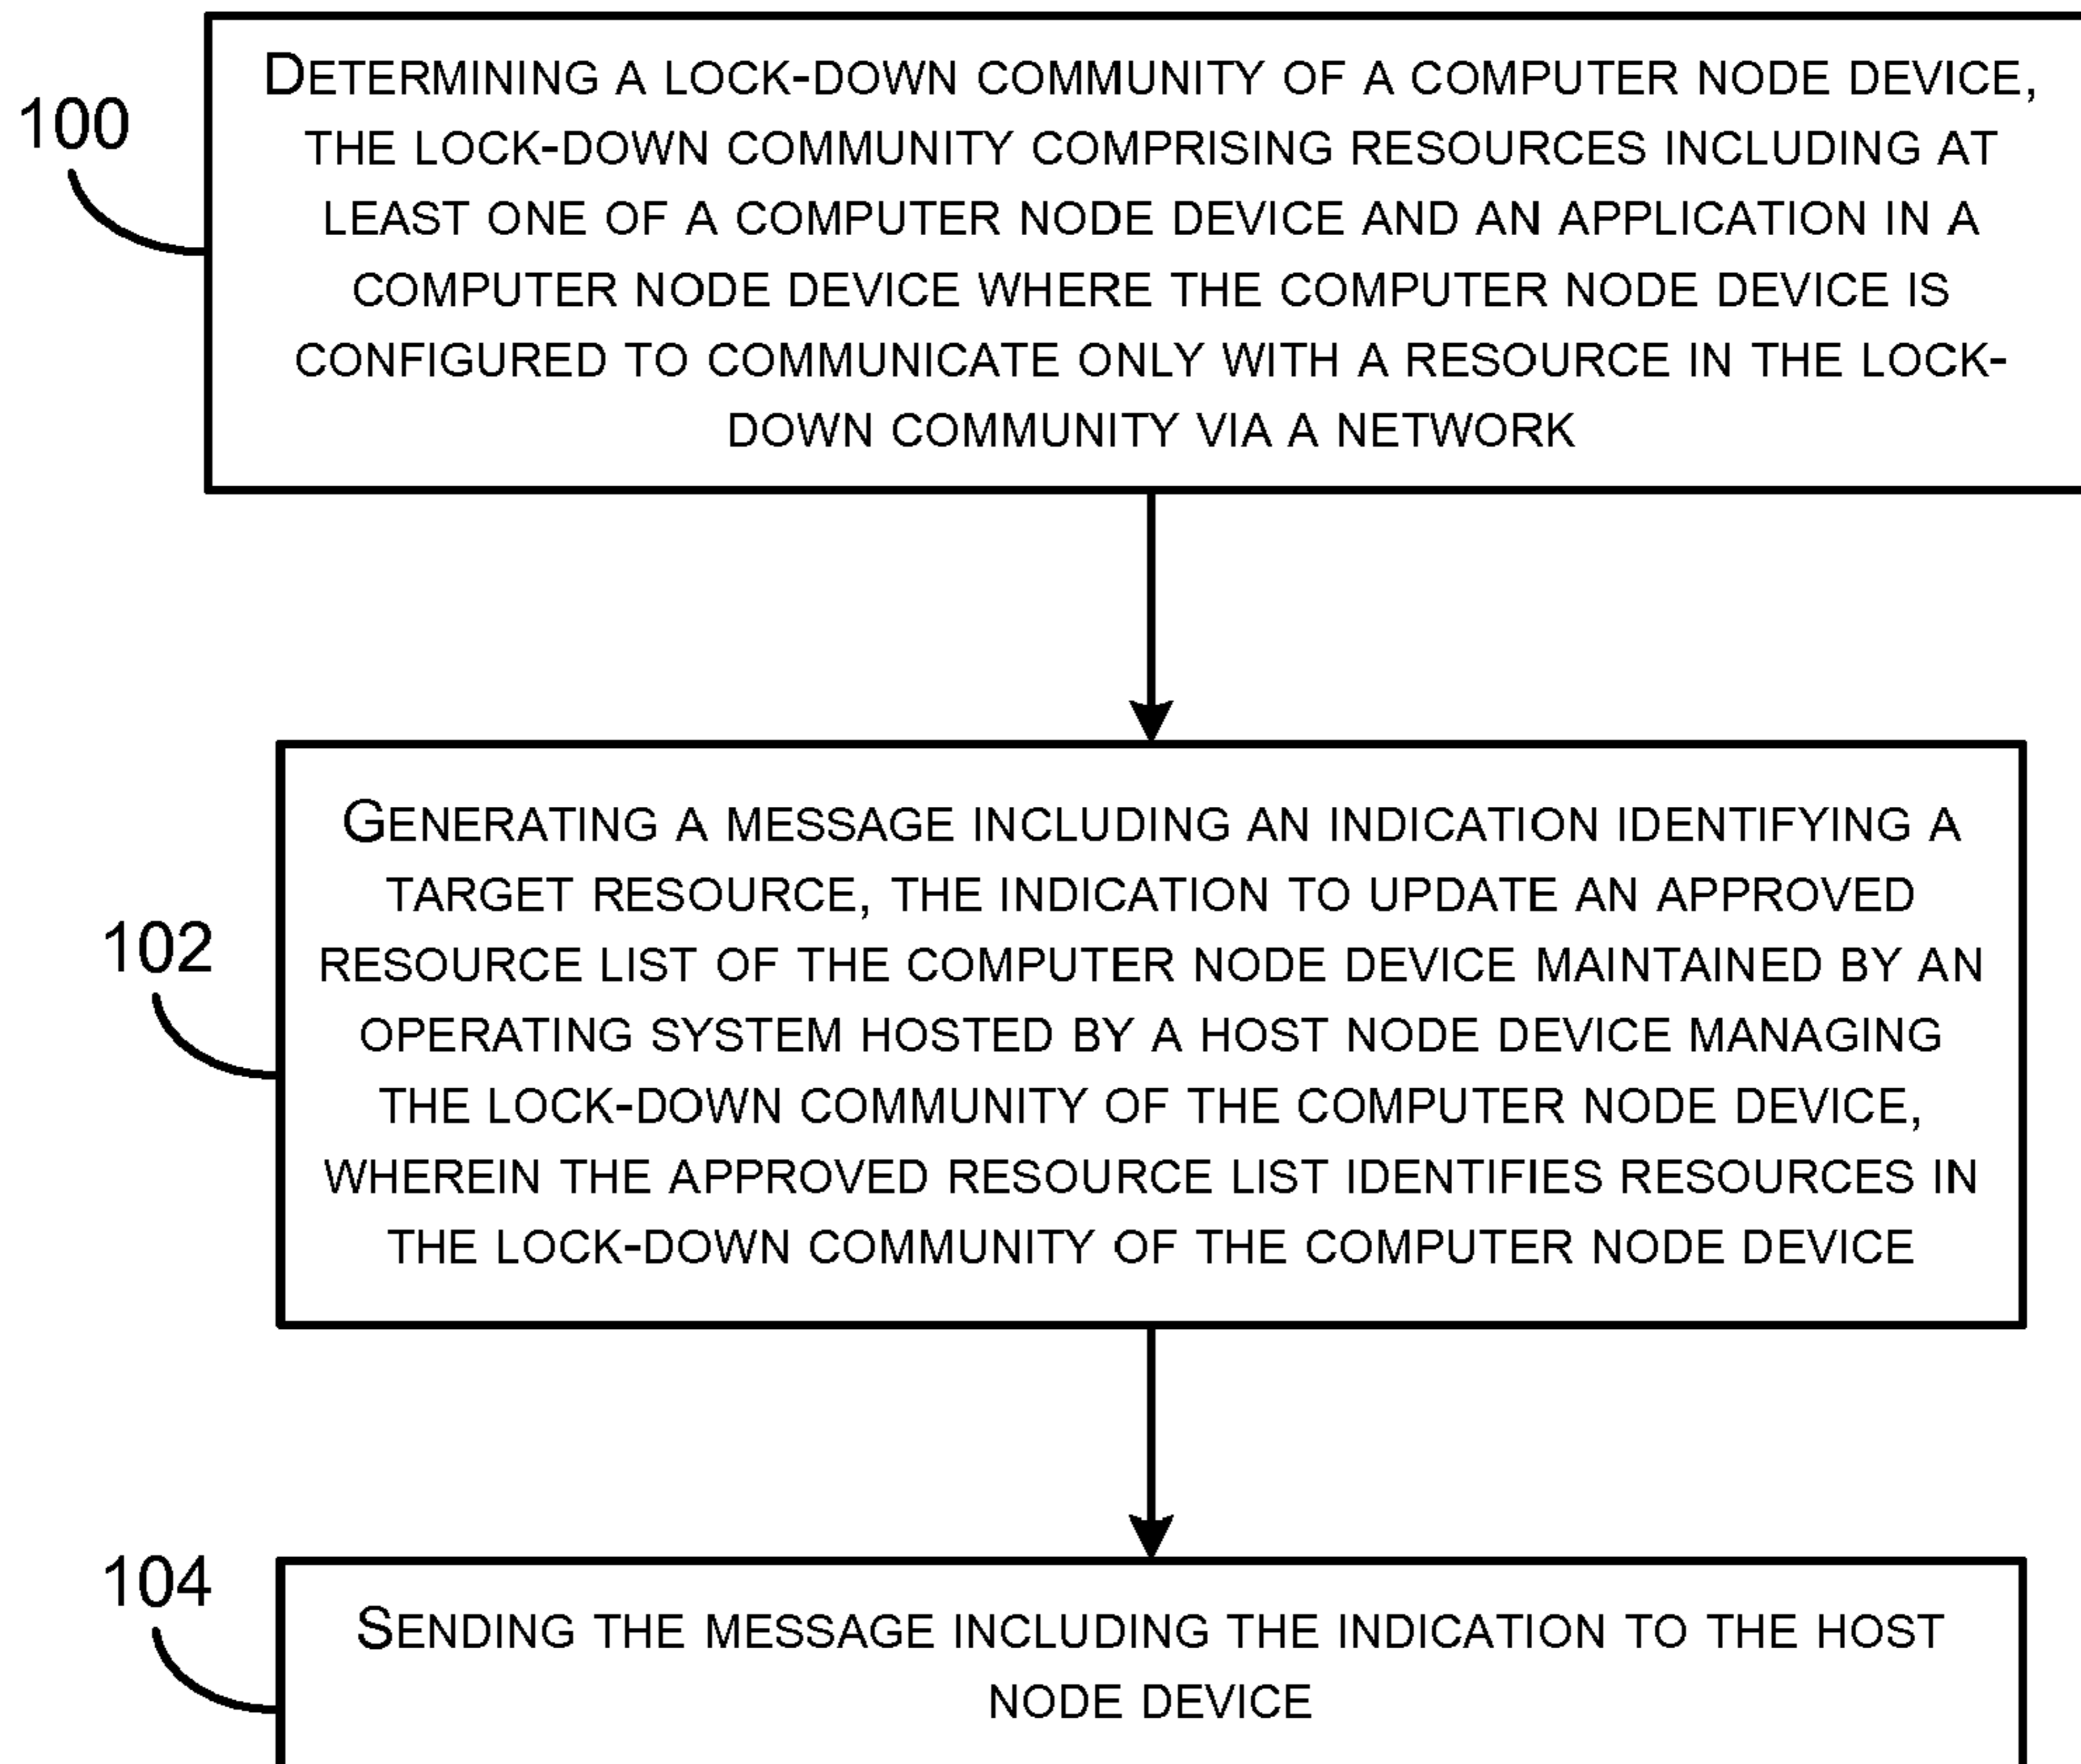 100
DETERMINING A LOCK-DOWN COMMUNITY OF A COMPUTER NODE DEVICE,
THE LOCK-DOWN COMMUNITY COMPRISING RESOURCES INCLUDING AT
LEAST ONE OF A COMPUTER NODE DEVICE AND AN APPLICATION IN A
COMPUTER NODE DEVICE WHERE THE COMPUTER NODE DEVICE IS
CONFIGURED TO COMMUNICATE ONLY WITH A RESOURCE IN THE LOCK-
DOWN COMMUNITY VIA A NETWORK
102
GENERATING A MESSAGE INCLUDING AN INDICATION IDENTIFYING A
TARGET RESOURCE, THE INDICATION TO UPDATE AN APPROVED
RESOURCE LIST OF THE COMPUTER NODE DEVICE MAINTAINED BY AN
OPERATING SYSTEM HOSTED BY A HOST NODE DEVICE MANAGING
THE LOCK-DOWN COMMUNITY OF THE COMPUTER NODE DEVICE,
WHEREIN THE APPROVED RESOURCE LIST IDENTIFIES RESOURCES IN
THE LOCK-DOWN COMMUNITY OF THE COMPUTER NODE DEVICE
104
SENDING THE MESSAGE INCLUDING THE INDICATION TO THE HOST
NODE DEVICE